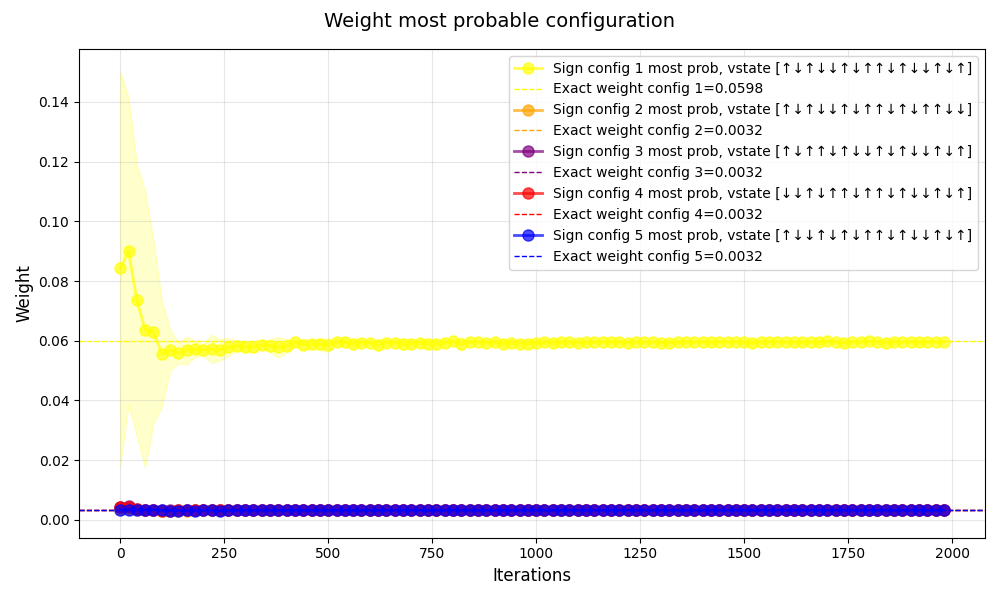 Weight most probable configuration
Sign config 1 most prob, vstate [↑↓↑↓↓↑↓↑↑↓↑↓↓↑↓↑]
Exact weight config 1=0.0598
Sign config 2 most prob, vstate [↑↓↑↓↓↑↓↑↑↓↑↓↑↑↓↓]
Exact weight config 2=0.0032
Sign config 3 most prob, vstate [↑↓↑↑↓↑↓↓↑↓↑↓↓↑↓↑]
Exact weight config 3=0.0032
Sign config 4 most prob, vstate [↓↓↑↓↑↑↓↑↑↓↑↓↓↑↓↑]
Exact weight config 4=0.0032
Sign config 5 most prob, vstate [↑↓↓↑↓↑↓↑↑↓↑↓↓↑↓↑]
Exact weight config 5=0.0032
Weight
0.14
0.12
0.10
0.08
0.06
0.04
0.02
0.00
0 250 500 750 1000 1250 1500 1750 2000
Iterations